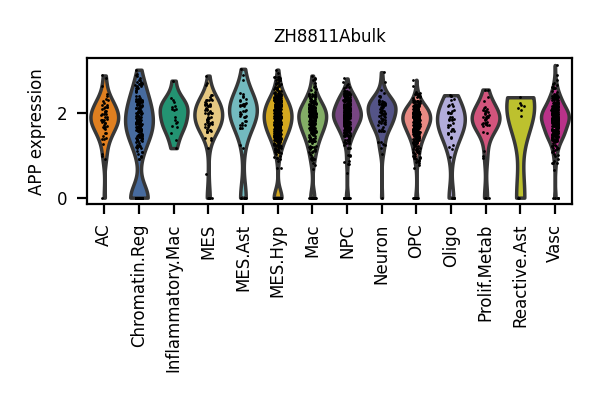 ZH8811Abulk
APP expression
2
0
AC
Chromatin.Reg
Inflammatory.Mac
MES
MES.Ast
MES.Hyp
Mac
NPC
Neuron
OPC
Oligo
Prolif.Metab
Reactive.Ast
Vasc